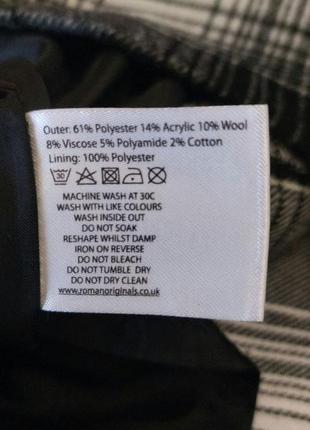 Outer: 61% Polyester 14% Acrylic 10% Wool
8% Viscose 5% Polyamide 2% Cotton
Lining: 100% Polyester
30
MACHINE WASH AT 30C
WASH WITH LIKE COLOURS
WASH INSIDE OUT
DO NOT SOAK
RESHAPE WHILST DAMP
IRON ON REVERSE
DO NOT BLEACH
DO NOT TUMBLE DRY
DO NOT DRY CLEAN
www.romanoriginals.co.uk